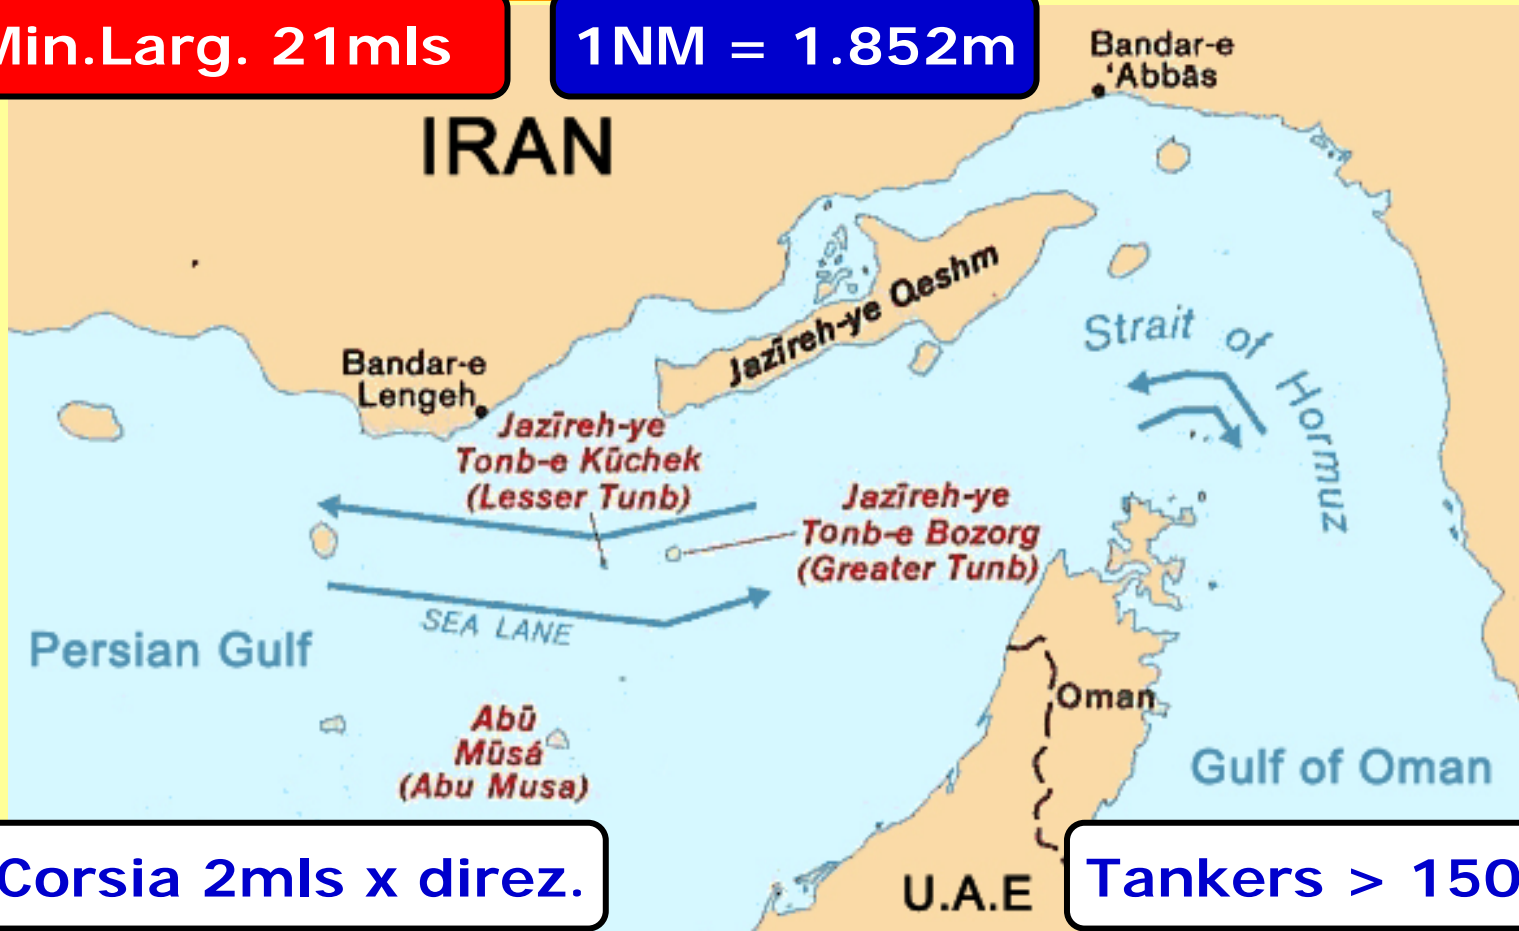 Min.Larg. 21mls
1NM = 1.852m
Bandar-e
'Abbās
IRAN
Jazīreh-ye Qeshm
Strait of Hormuz
Bandar-e
Lengeh
Jazīreh-ye
Tonb-e Kūchek
(Lesser Tunb)
Jazīreh-ye
Tonb-e Bozorg
(Greater Tunb)
SEA LANE
Persian Gulf
Oman
Abū
Mūsá
(Abu Musa)
Gulf of Oman
Corsia 2mls x direz.
U.A.E
Tankers > 150